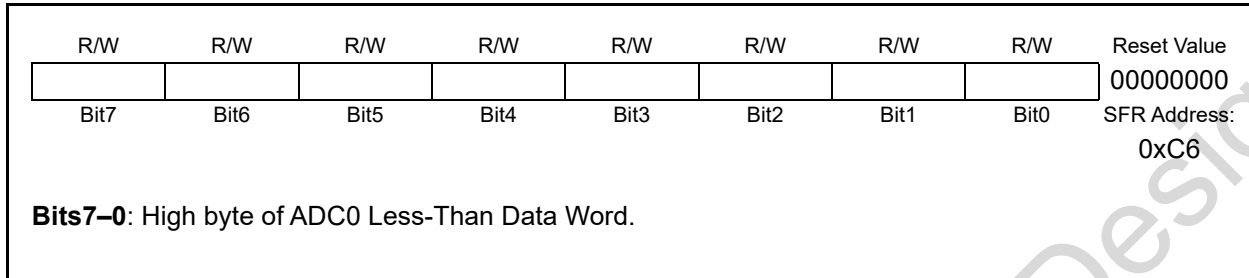 R/W R/W R/W R/W R/W R/W R/W R/W Reset Value
00000000
Bit7 Bit6 Bit5 Bit4 Bit3 Bit2 Bit1 Bit0 SFR Address:
0xC6
Bits7–0: High byte of ADC0 Less-Than Data Word.